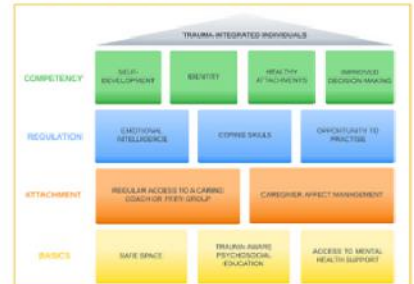 TRAUMA-INTEGRATED INDIVIDUALS
COMPETENCY
SELF-
DEVELOPMENT
IDENTITY
HEALTHY
ATTACHMENTS
IMPROVED
DECISION-MAKING
REGULATION
EMOTIONAL
INTELLIGENCE
COPING SKILLS
OPPORTUNITY TO
PRACTISE
ATTACHMENT
REGULAR ACCESS TO A CARING
COACH OR PEER GROUP
CAREGIVER AFFECT MANAGEMENT
BASICS
SAFE SPACE
TRAUMA-AWARE
PSYCHOSOCIAL
EDUCATION
ACCESS TO MENTAL
HEALTH SUPPORT